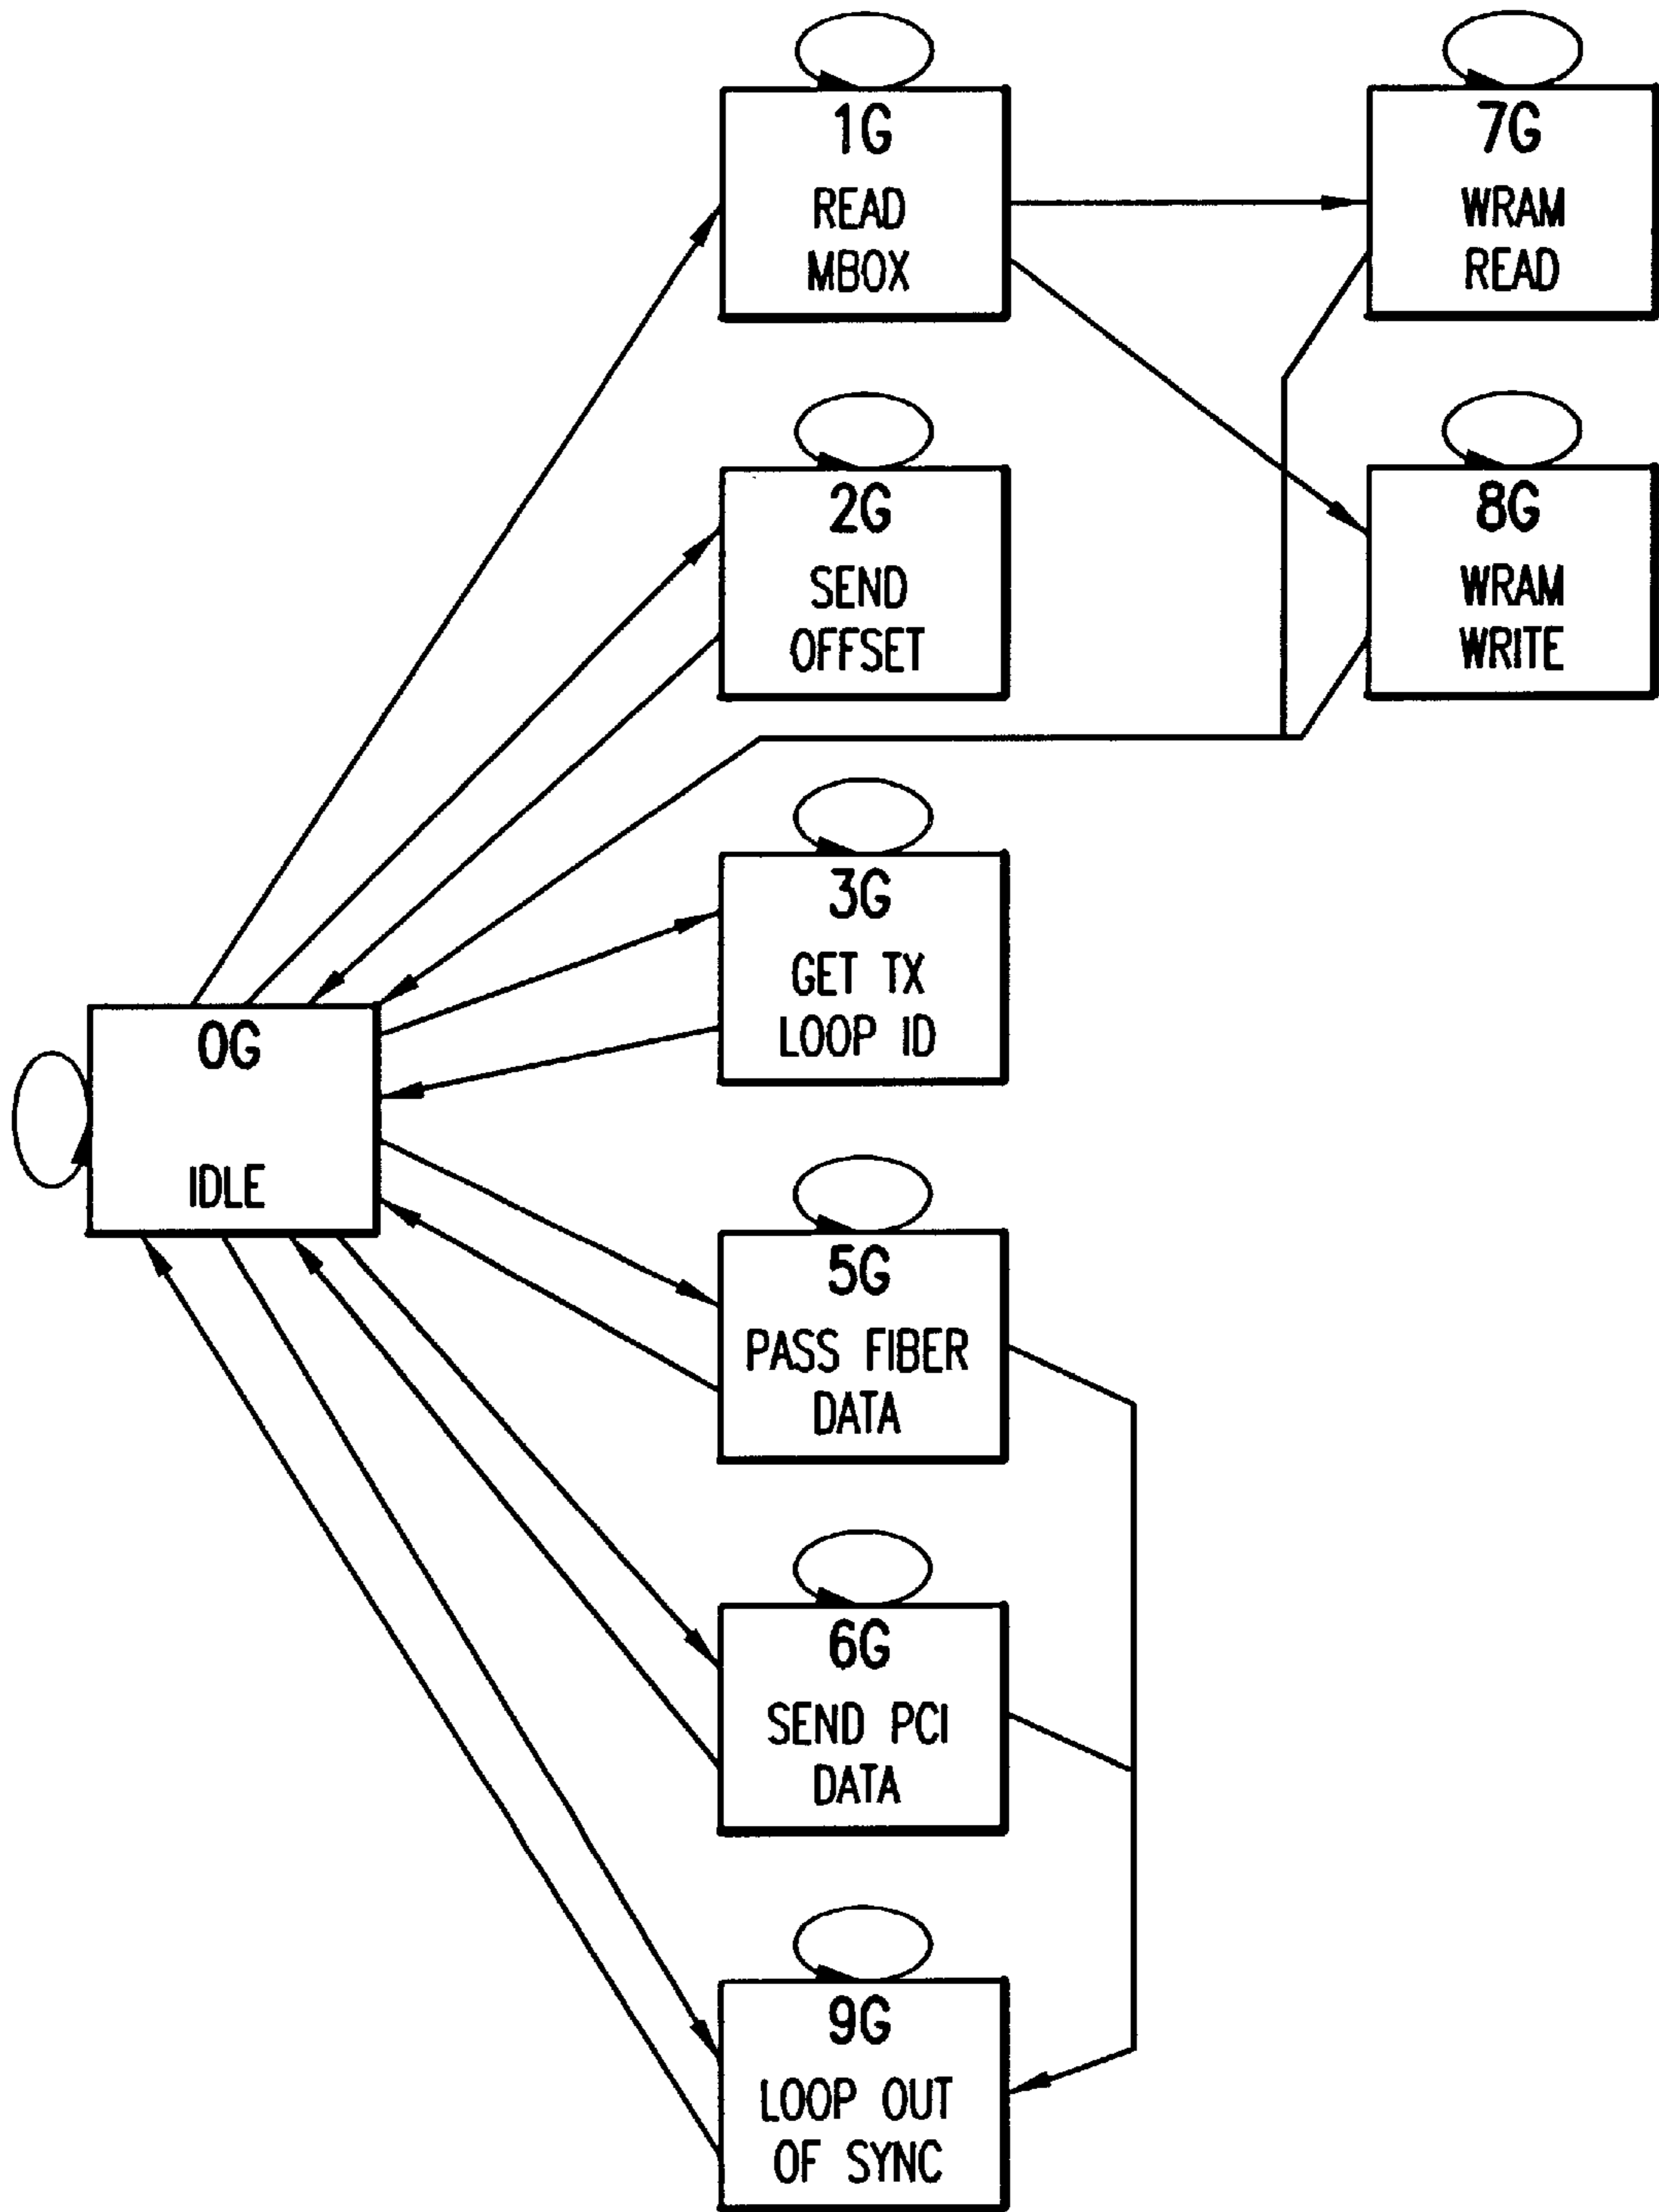 1G
READ
MBOX
7G
WRAM
READ
2G
SEND
OFFSET
8G
WRAM
WRITE
3G
GET TX
LOOP ID
0G
IDLE
5G
PASS FIBER
DATA
6G
SEND PCI
DATA
9G
LOOP OUT
OF SYNC